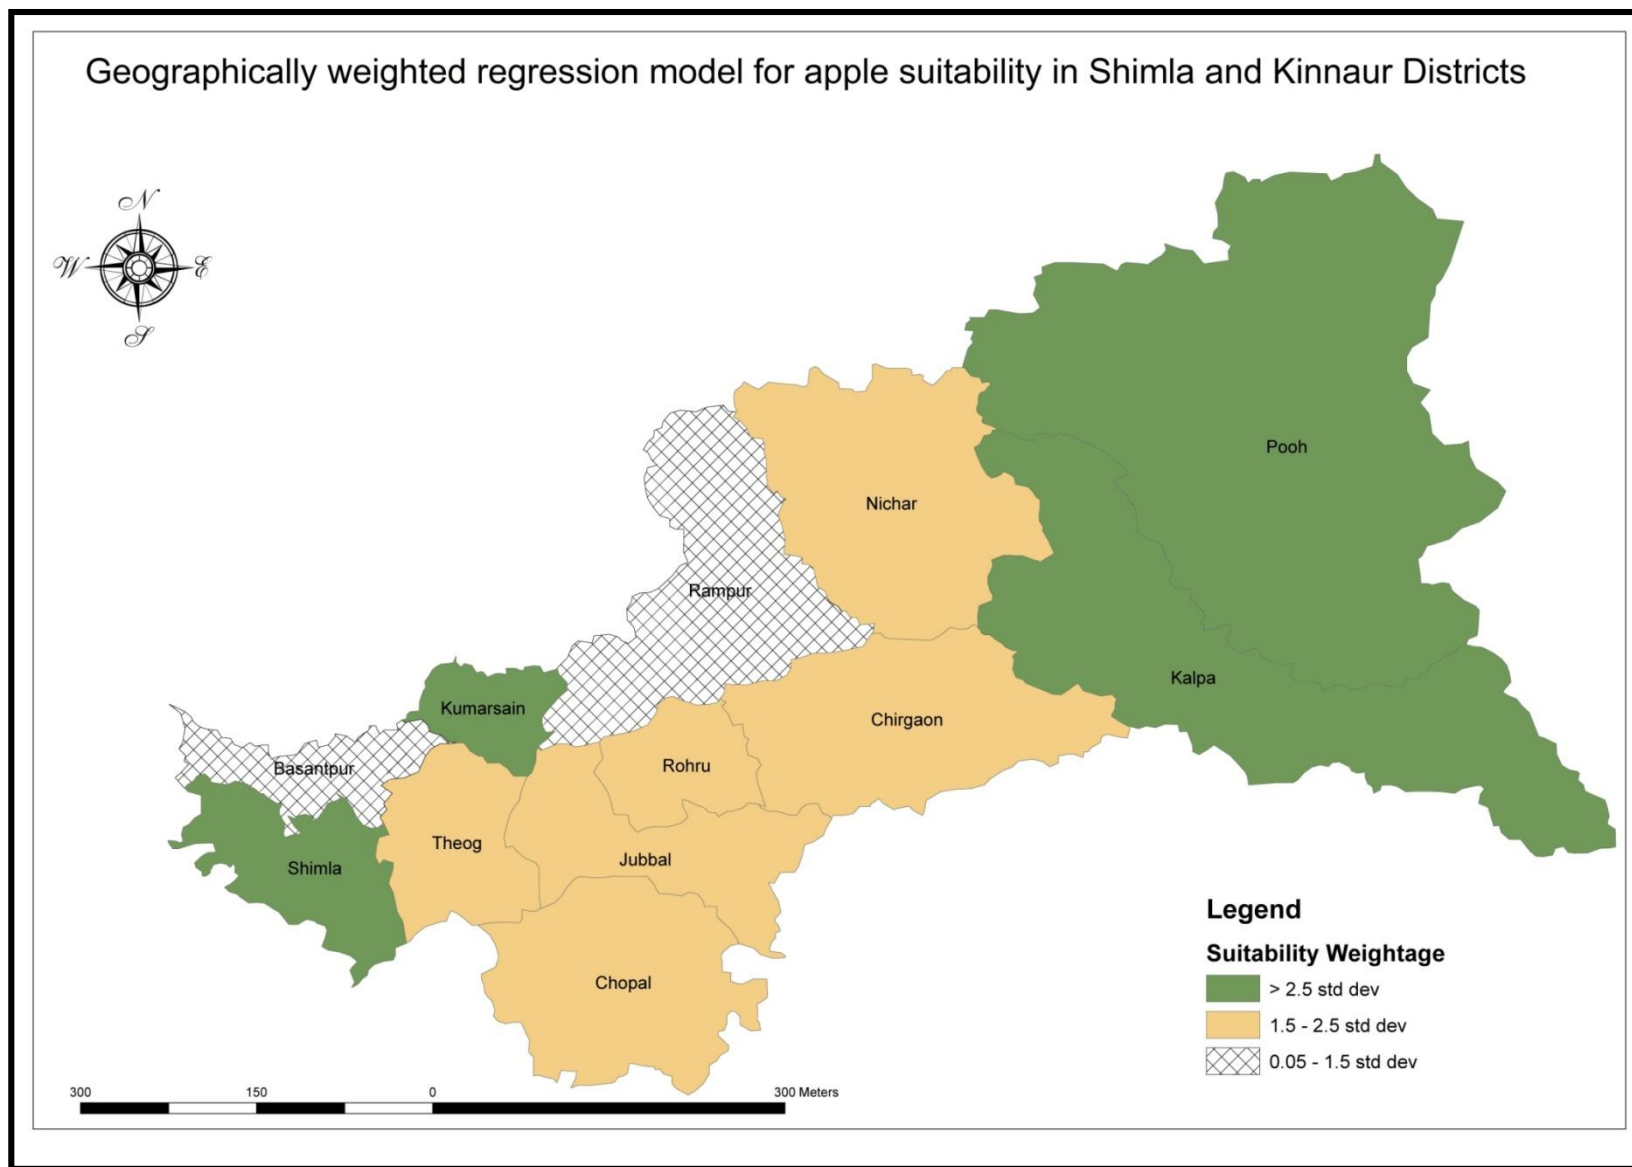 Geographically weighted regression model for apple suitability in Shimla and Kinnaur Districts
N
W E
S
Pooh
Nichar
Rampur
Kalpa
Kumarsain
Chirgaon
Rohru
Basantpur
Theog
Jubbal
Shimla
Chopal
Legend
Suitability Weightage
> 2.5 std dev
1.5 - 2.5 std dev
0.05 - 1.5 std dev
300 150 0 300 Meters